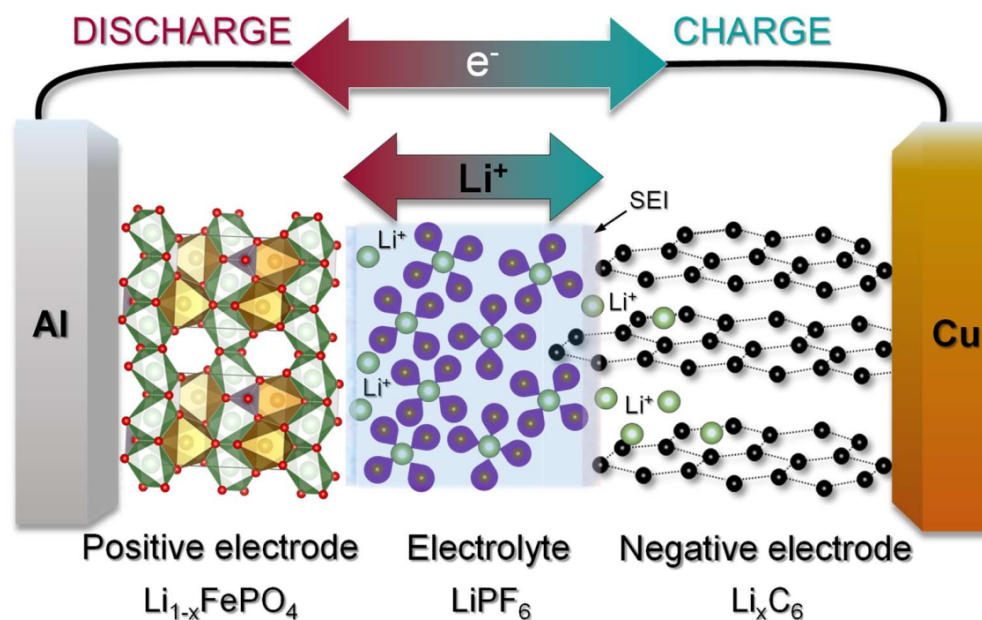 DISCHARGE
e⁻
CHARGE
Li⁺
SEI
Li⁺
Li⁺
Al
Cu
Li⁺
Li⁺
Positive electrode
Electrolyte
Negative electrode
Li₁₋ₓFePO₄
LiPF₆
LiₓC₆